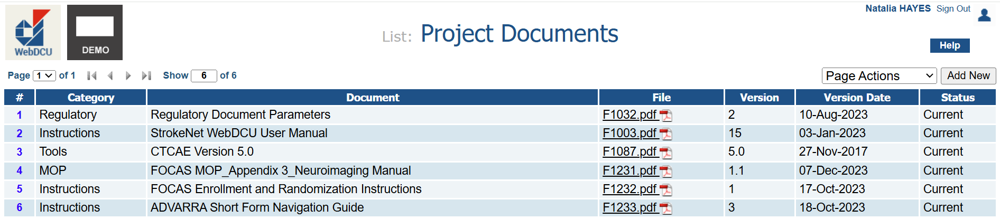 Natalia HAYES Sign Out
WebDCU
DEMO
List: Project Documents
Help
Page 1 of 1 Show 6 of 6 Page Actions Add New
# Category Document File Version Version Date Status
1 Regulatory Regulatory Document Parameters F1032.pdf 2 10-Aug-2023 Current
2 Instructions StrokeNet WebDCU User Manual F1003.pdf 15 03-Jan-2023 Current
3 Tools CTCAE Version 5.0 F1087.pdf 5.0 27-Nov-2017 Current
4 MOP FOCAS MOP_Appendix 3_Neuroimaging Manual F1231.pdf 1.1 07-Dec-2023 Current
5 Instructions FOCAS Enrollment and Randomization Instructions F1232.pdf 1 17-Oct-2023 Current
6 Instructions ADVARRA Short Form Navigation Guide F1233.pdf 3 18-Oct-2023 Current